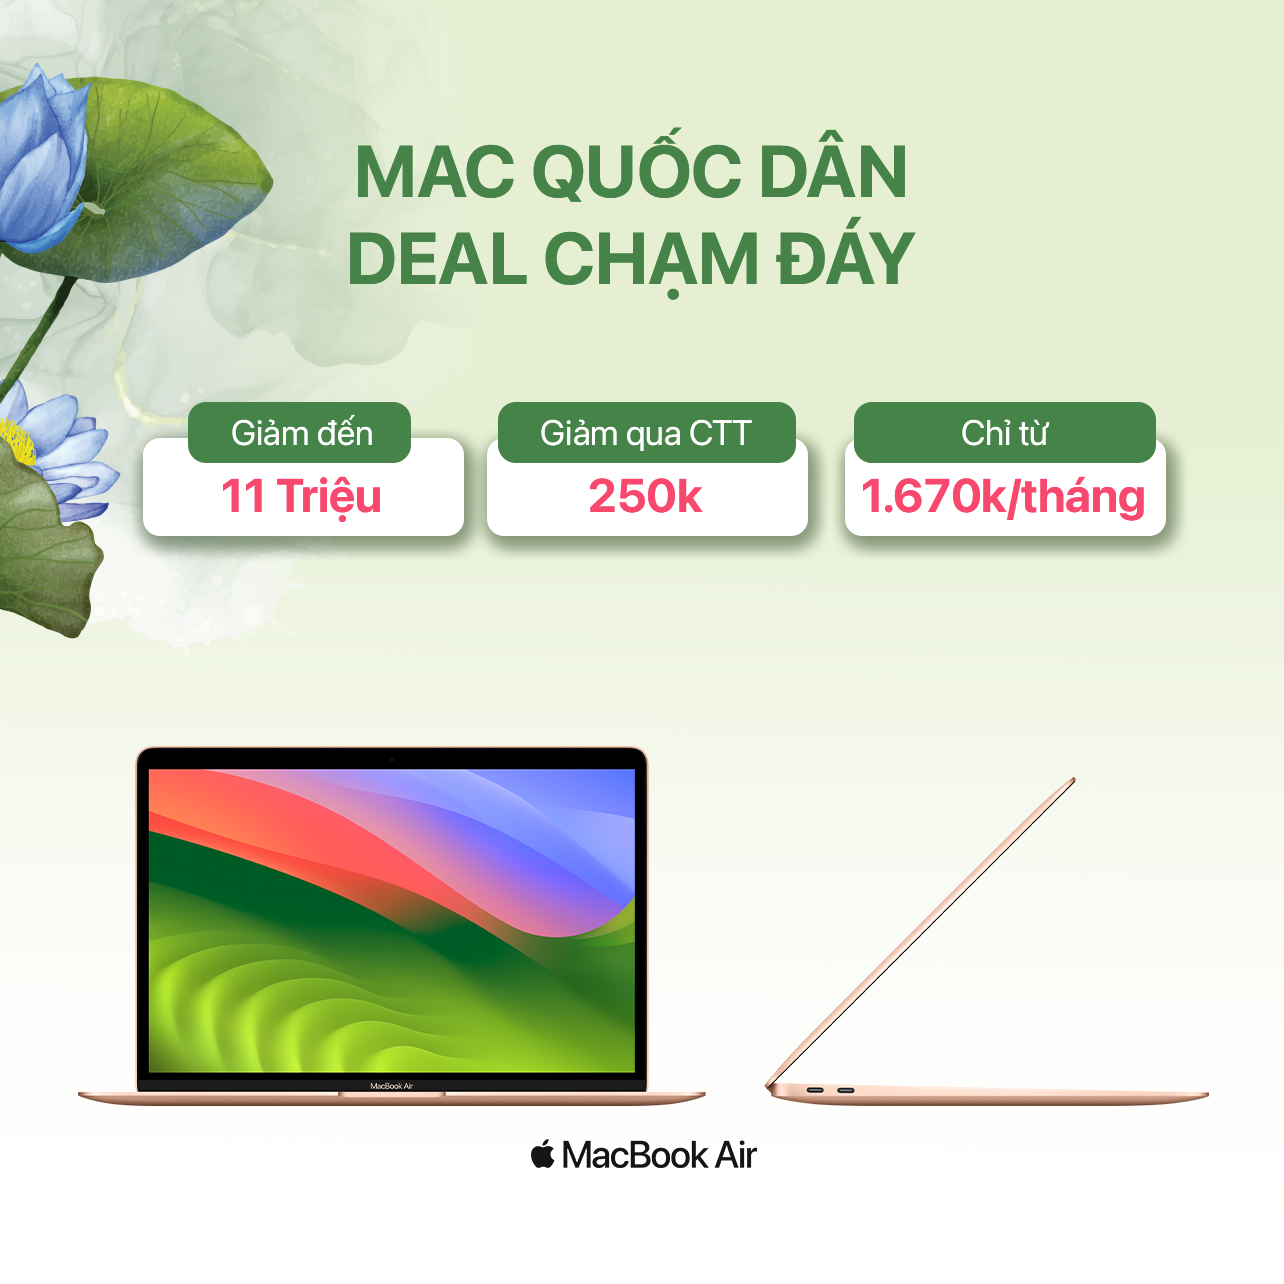 MAC QUỐC DÂN
DEAL CHẠM ĐÁY
Giảm đến
11 Triệu
Giảm qua CTT
250k
Chỉ từ
1.670k/tháng
MacBook Air
MacBook Air